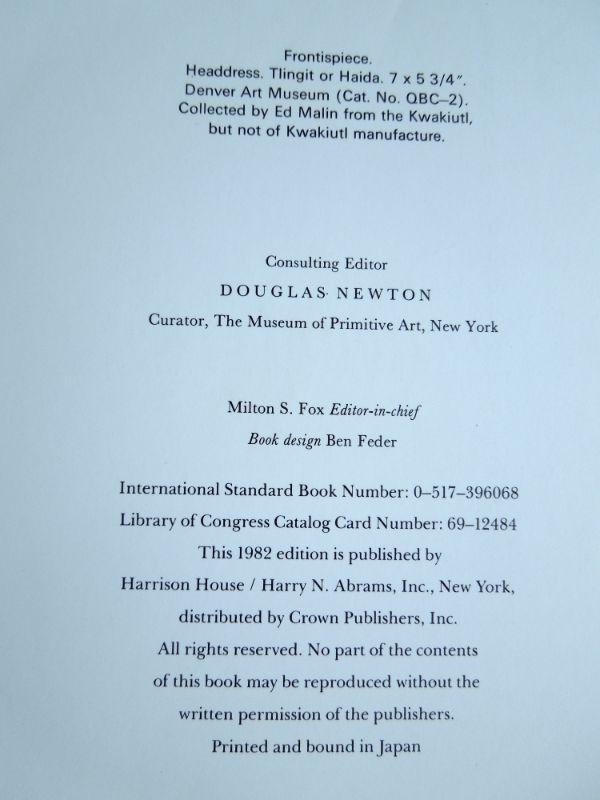 Frontispiece.
Headdress. Tlingit or Haida. 7 x 5 3/4".
Denver Art Museum (Cat. No. QBC–2).
Collected by Ed Malin from the Kwakiutl,
but not of Kwakiutl manufacture.
Consulting Editor
DOUGLAS NEWTON
Curator, The Museum of Primitive Art, New York
Milton S. Fox Editor-in-chief
Book design Ben Feder
International Standard Book Number: 0–517–396068
Library of Congress Catalog Card Number: 69–12484
This 1982 edition is published by
Harrison House / Harry N. Abrams, Inc., New York,
distributed by Crown Publishers, Inc.
All rights reserved. No part of the contents
of this book may be reproduced without the
written permission of the publishers.
Printed and bound in Japan